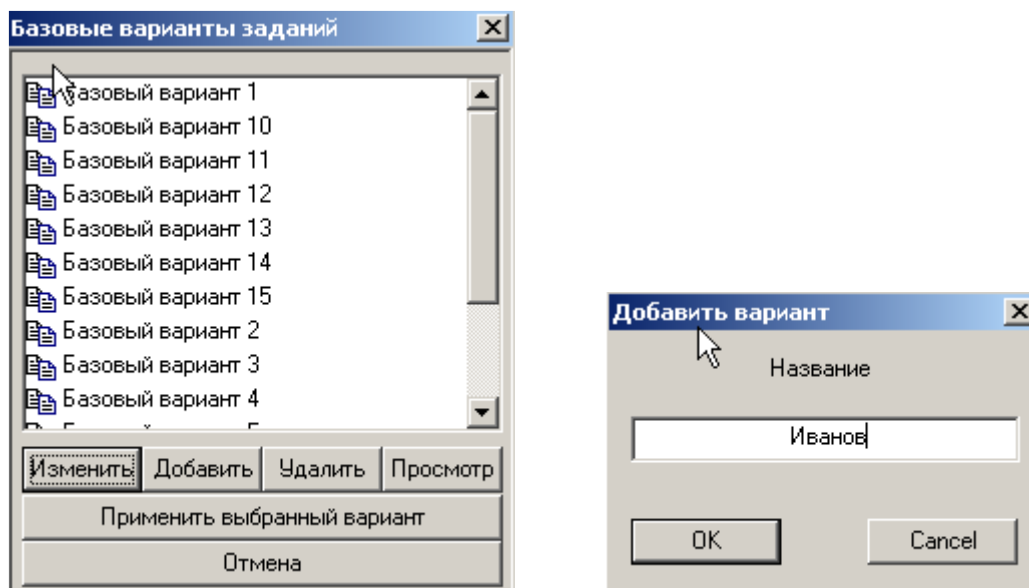 Базовые варианты заданий
Базовый вариант 1
Базовый вариант 10
Базовый вариант 11
Базовый вариант 12
Базовый вариант 13
Базовый вариант 14
Базовый вариант 15
Базовый вариант 2
Базовый вариант 3
Базовый вариант 4
Изменить Добавить Удалить Просмотр
Применить выбранный вариант
Отмена
Добавить вариант
Название
Иванов
OK Cancel